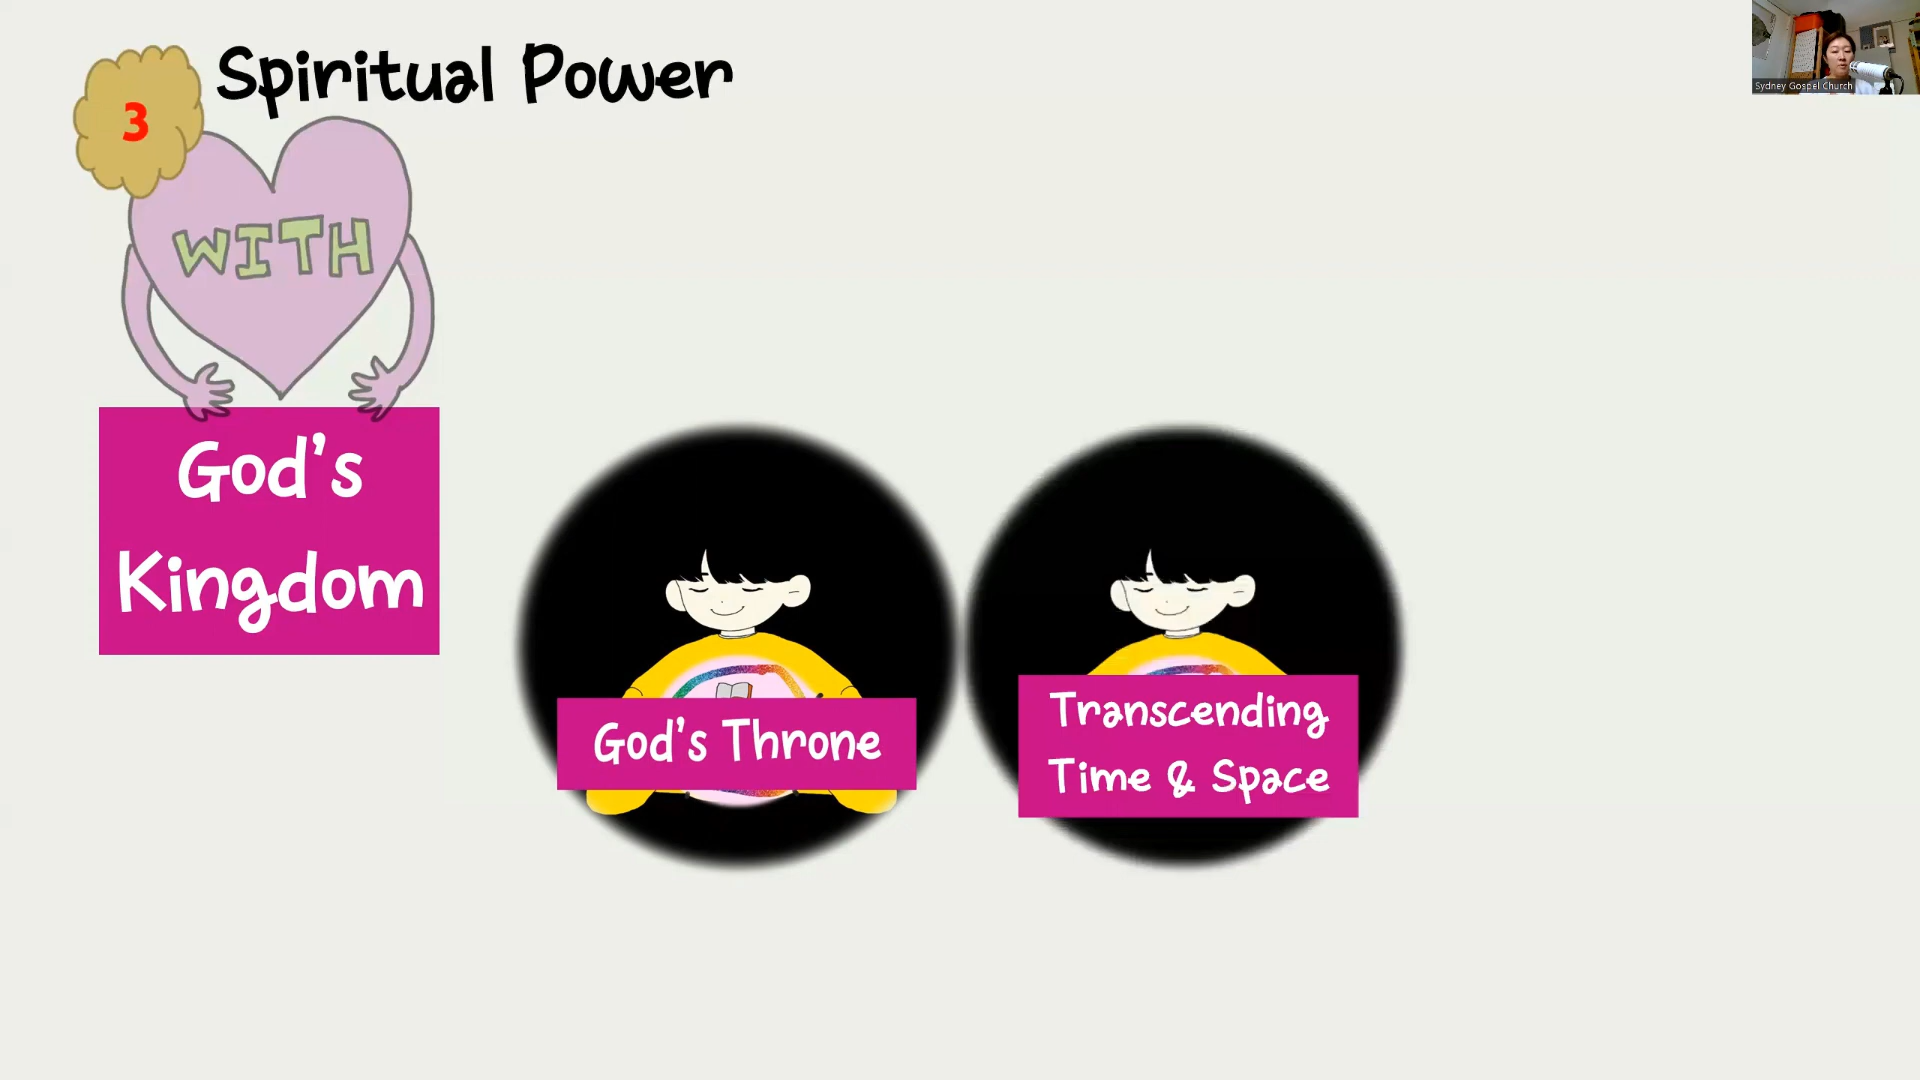 Spiritual Power
3
WITH
God's
Kingdom
God's Throne
Transcending
Time & Space
Sydney Gospel Church